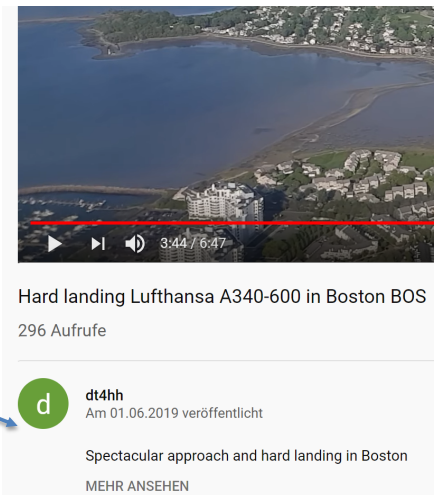 3:44 / 6:47
Hard landing Lufthansa A340-600 in Boston BOS
296 Aufrufe
d
dt4hh
Am 01.06.2019 veröffentlicht
Spectacular approach and hard landing in Boston
MEHR ANSEHEN